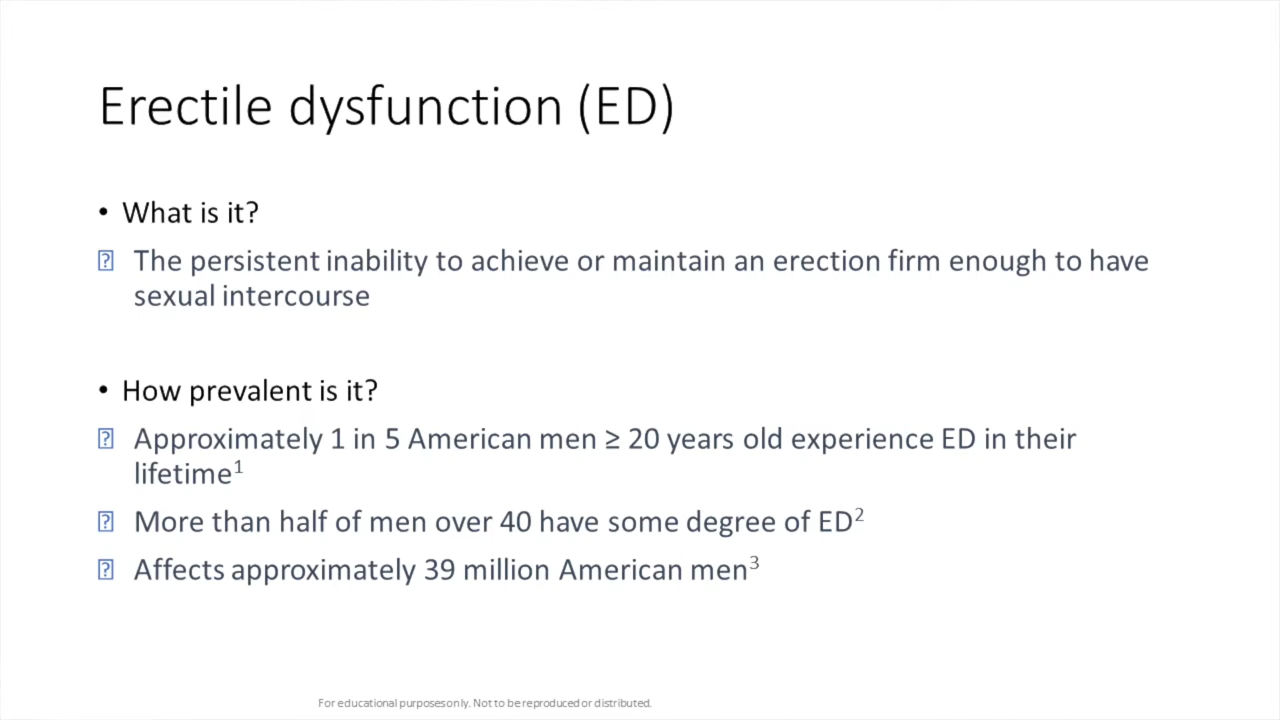 Erectile dysfunction (ED)
• What is it?
⍰ The persistent inability to achieve or maintain an erection firm enough to have
sexual intercourse
• How prevalent is it?
⍰ Approximately 1 in 5 American men ≥ 20 years old experience ED in their
lifetime¹
⍰ More than half of men over 40 have some degree of ED²
⍰ Affects approximately 39 million American men³
For educational purposes only. Not to be reproduced or distributed.